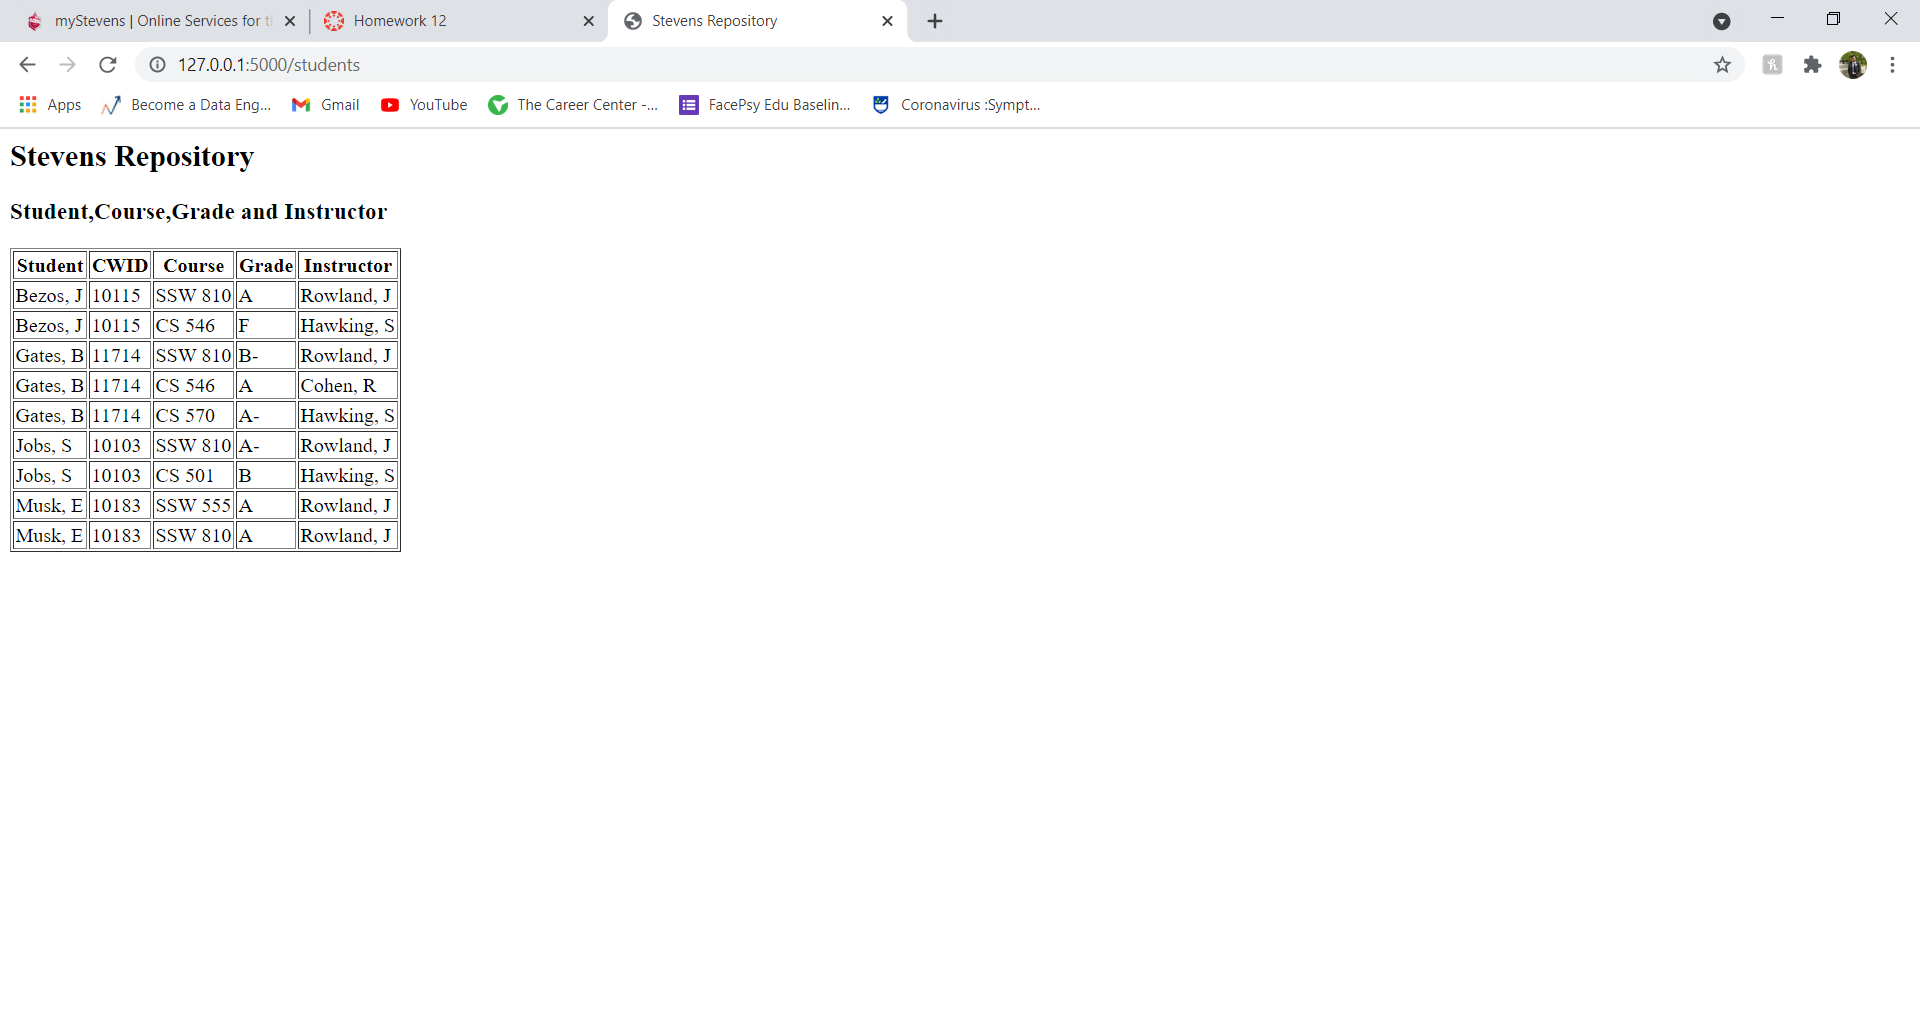 myStevens | Online Services for t
Homework 12
Stevens Repository
127.0.0.1:5000/students
Apps
Become a Data Eng...
Gmail
YouTube
The Career Center -...
FacePsy Edu Baselin...
Coronavirus :Sympt...
Stevens Repository
Student,Course,Grade and Instructor
Student CWID Course Grade Instructor
Bezos, J 10115 SSW 810 A Rowland, J
Bezos, J 10115 CS 546 F Hawking, S
Gates, B 11714 SSW 810 B- Rowland, J
Gates, B 11714 CS 546 A Cohen, R
Gates, B 11714 CS 570 A- Hawking, S
Jobs, S 10103 SSW 810 A- Rowland, J
Jobs, S 10103 CS 501 B Hawking, S
Musk, E 10183 SSW 555 A Rowland, J
Musk, E 10183 SSW 810 A Rowland, J